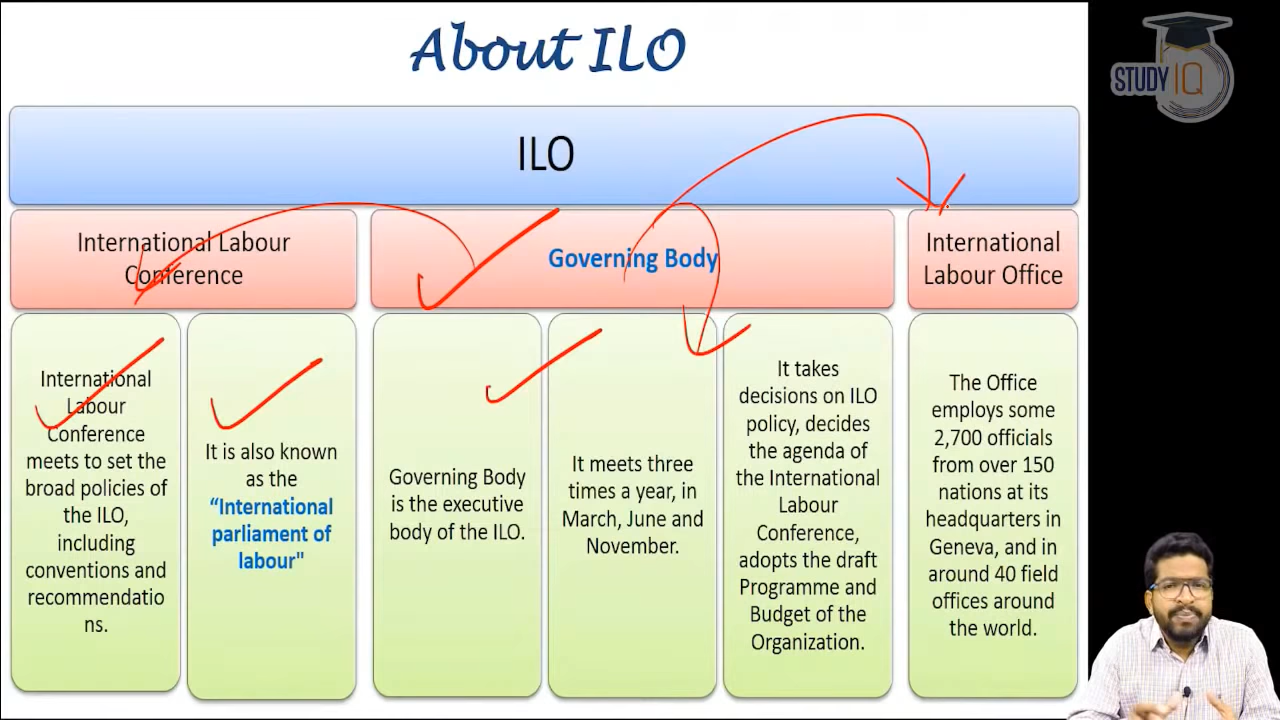 About ILO
STUDY IQ
ILO
International Labour
Conference
Governing Body
International
Labour Office
International
Labour
Conference
meets to set the
broad policies of
the ILO,
including
conventions and
recommendatio
ns.
It is also known
as the
“International
parliament of
labour"
Governing Body
is the executive
body of the ILO.
It meets three
times a year, in
March, June and
November.
It takes
decisions on ILO
policy, decides
the agenda of
the International
Labour
Conference,
adopts the draft
Programme and
Budget of the
Organization.
The Office
employs some
2,700 officials
from over 150
nations at its
headquarters in
Geneva, and in
around 40 field
offices around
the world.